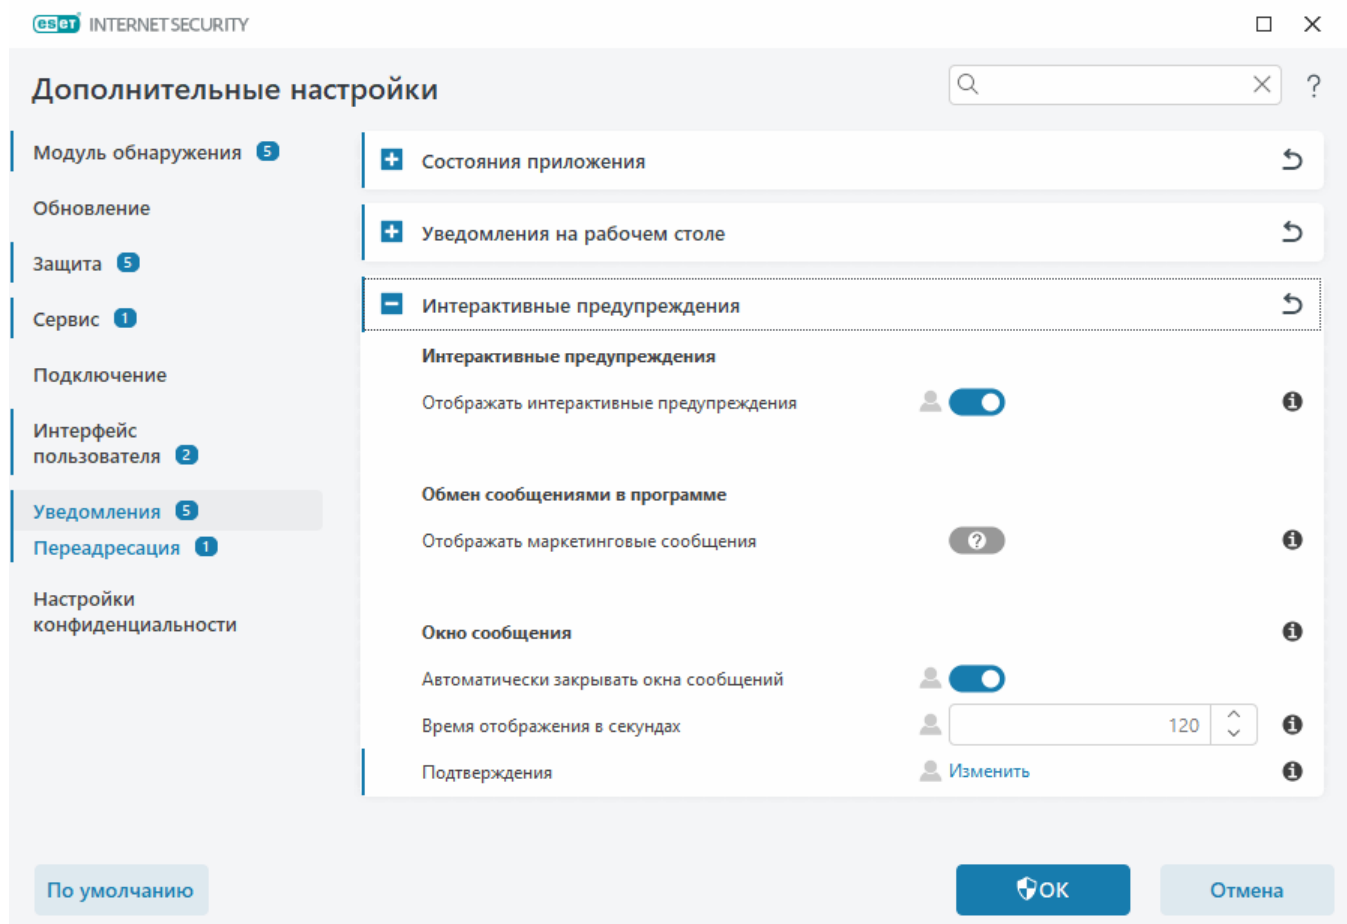 eset INTERNET SECURITY
Дополнительные настройки
?
Модуль обнаружения 5
Обновление
Защита 5
Сервис 1
Подключение
Интерфейс
пользователя 2
Уведомления 5
Переадресация 1
Настройки
конфиденциальности
Состояния приложения
Уведомления на рабочем столе
Интерактивные предупреждения
Интерактивные предупреждения
Отображать интерактивные предупреждения
Обмен сообщениями в программе
Отображать маркетинговые сообщения ?
Окно сообщения
Автоматически закрывать окна сообщений
Время отображения в секундах 120
Подтверждения Изменить
По умолчанию
ОК
Отмена